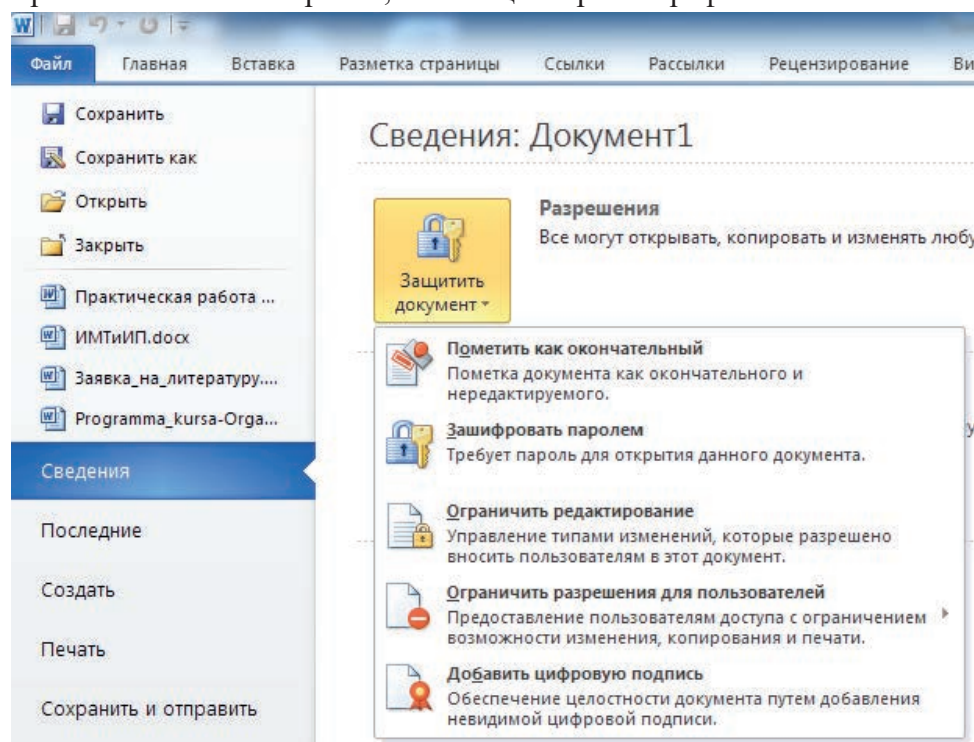 Файл Главная Вставка Разметка страницы Ссылки Рассылки Рецензирование Ви
Сохранить
Сохранить как
Открыть
Закрыть
Практическая работа ...
ИМТиИП.docx
Заявка_на_литературу....
Programma_kursa-Orga...
Сведения
Последние
Создать
Печать
Сохранить и отправить
Сведения: Документ1
Защитить
документ
Разрешения
Все могут открывать, копировать и изменять любу
Пометить как окончательный
Пометка документа как окончательного и
нередактируемого.
Зашифровать паролем
Требует пароль для открытия данного документа.
Ограничить редактирование
Управление типами изменений, которые разрешено
вносить пользователям в этот документ.
Ограничить разрешения для пользователей
Предоставление пользователям доступа с ограничением
возможности изменения, копирования и печати.
Добавить цифровую подпись
Обеспечение целостности документа путем добавления
невидимой цифровой подписи.